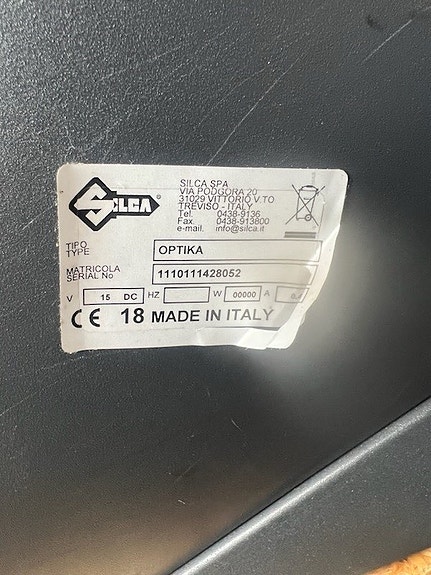 SILCA®
SILCA SPA
VIA PODGORA 20
31029 VITTORIO V.TO
TREVISO - ITALY
Tel. 0438-9136
Fax. 0438-913800
e-mail. info@silca.it
TIPO
TYPE OPTIKA
MATRICOLA
SERIAL No 1110111428052
V 15 DC HZ W 00000 A
CE 18 MADE IN ITALY